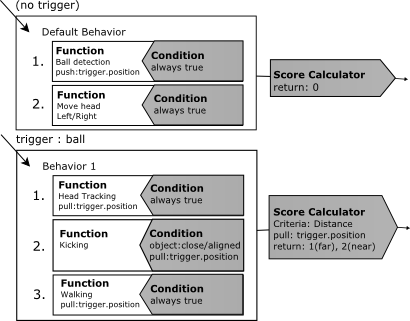 (no trigger)
Default Behavior
1. Function
Ball detection
push:trigger.position
Condition
always true
2. Function
Move head
Left/Right
Condition
always true
Score Calculator
return: 0
trigger : ball
Behavior 1
1. Function
Head Tracking
pull:trigger.position
Condition
always true
2. Function
Kicking
Condition
object:close/aligned
pull:trigger.position
3. Function
Walking
pull:trigger.position
Condition
always true
Score Calculator
Criteria: Distance
pull: trigger.position
return: 1(far), 2(near)